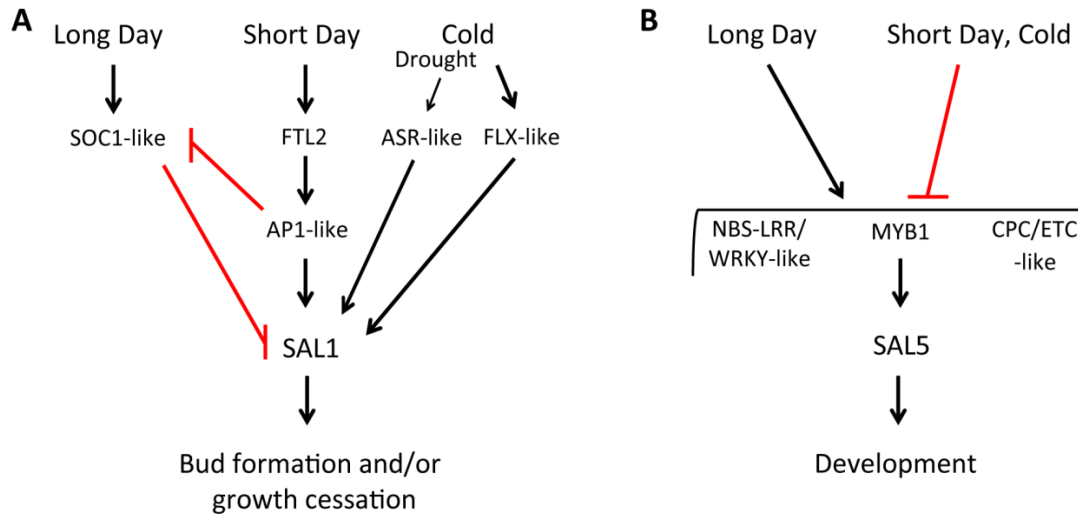 A
Long Day
Short Day
Cold
Drought
SOC1-like
FTL2
ASR-like
FLX-like
AP1-like
SAL1
Bud formation and/or
growth cessation
B
Long Day
Short Day, Cold
NBS-LRR/
WRKY-like
MYB1
CPC/ETC
-like
SAL5
Development